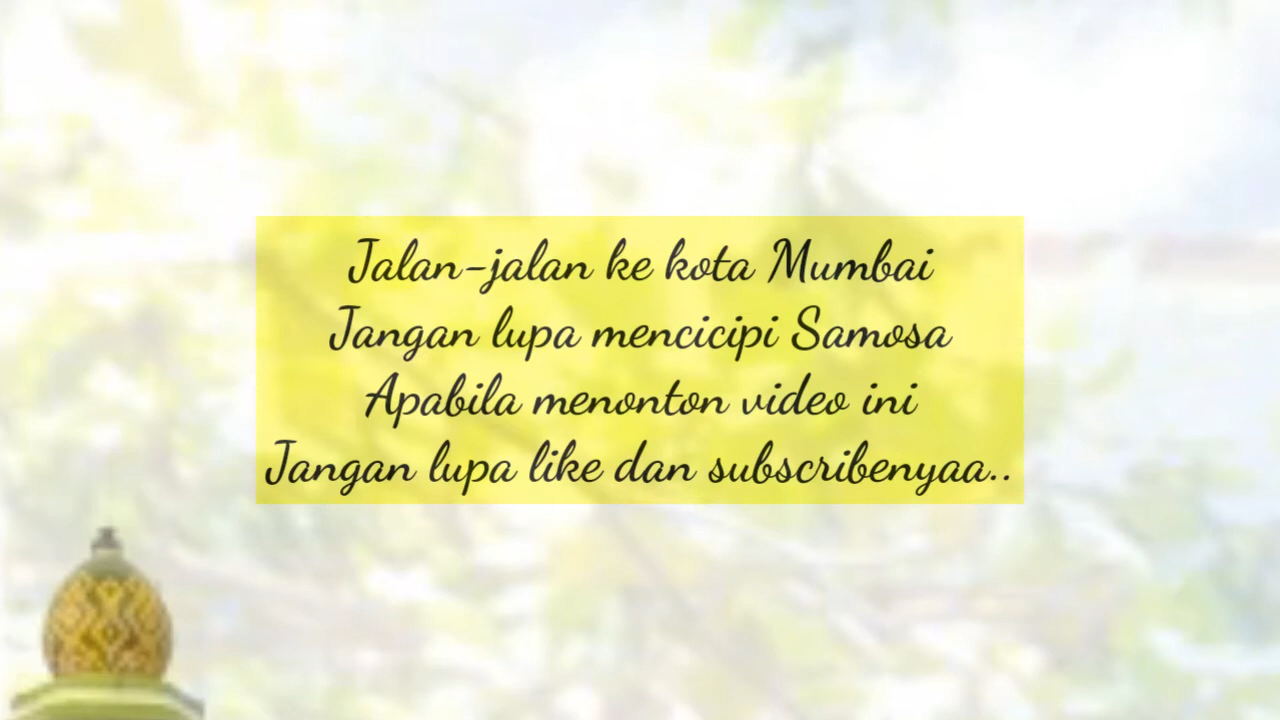 Jalan-jalan ke kota Mumbai
Jangan lupa mencicipi Samosa
Apabila menonton video ini
Jangan lupa like dan subscribenyaa..